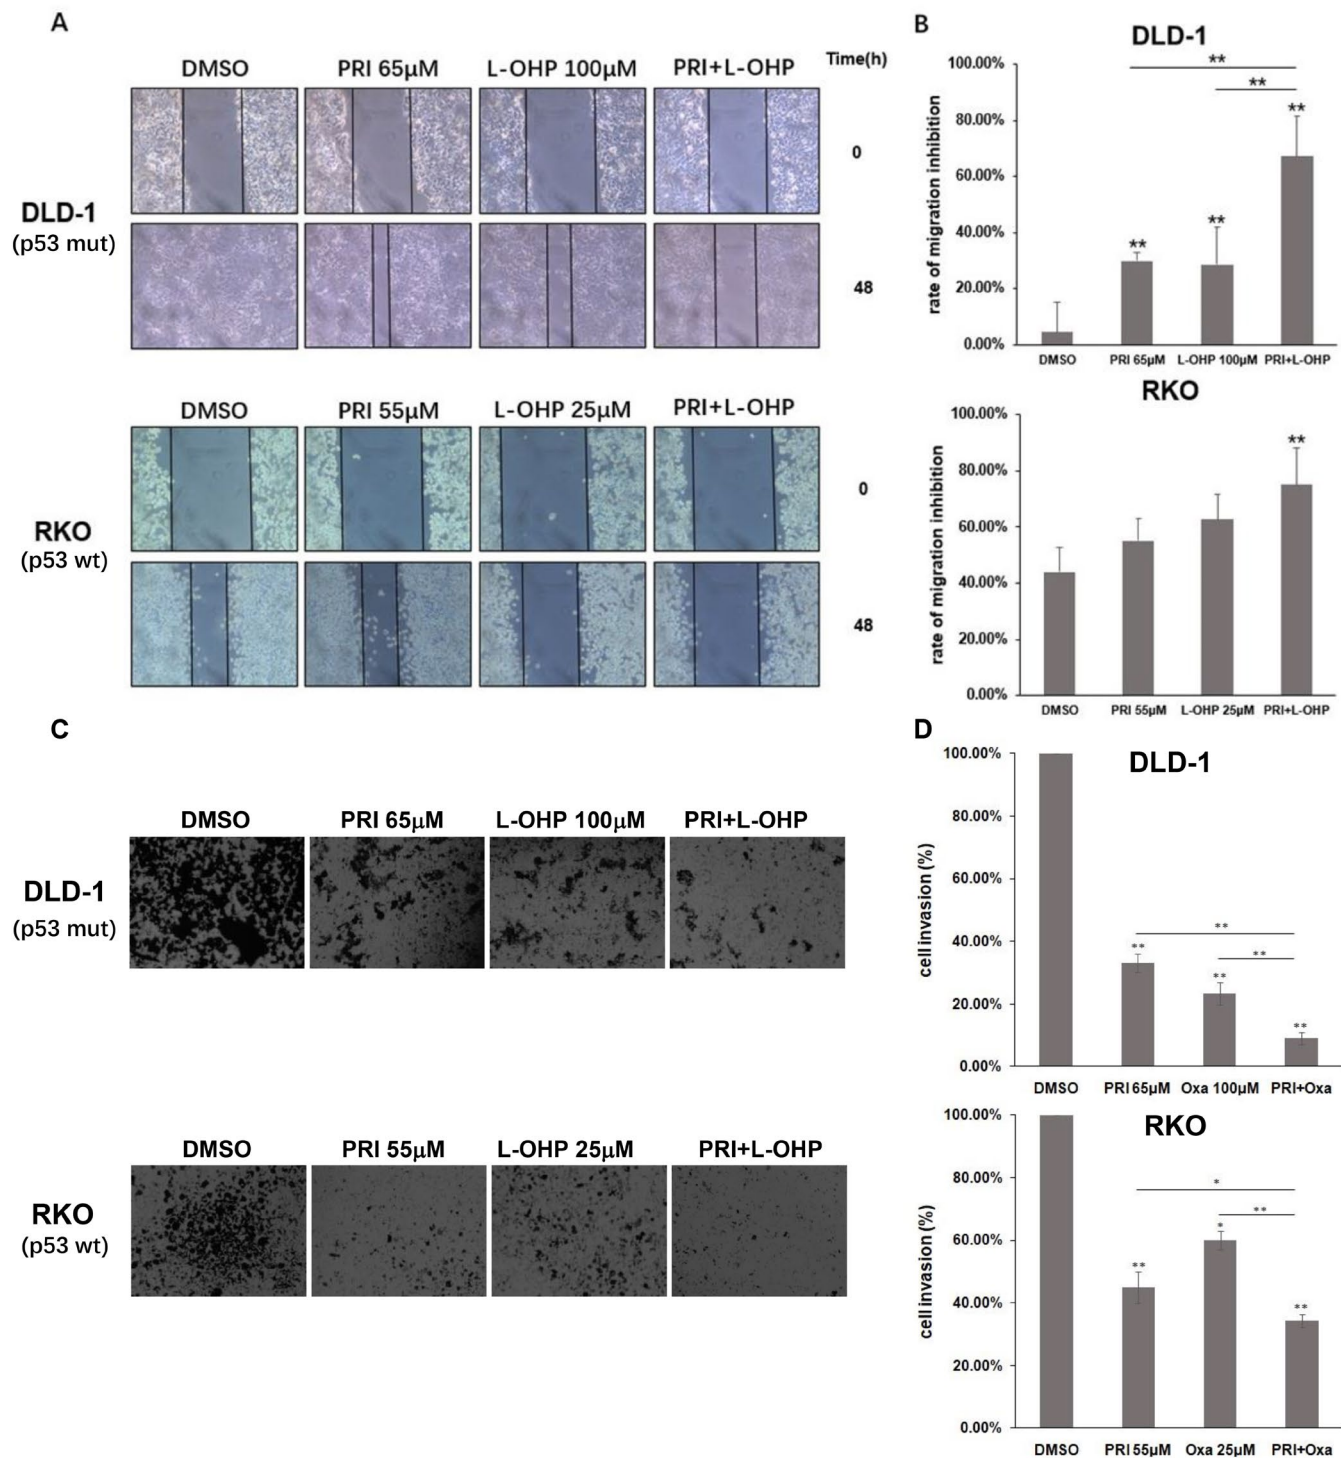 A
DMSO PRI 65μM L-OHP 100μM PRI+L-OHP Time(h)
0
DLD-1
(p53 mut)
48
DMSO PRI 55μM L-OHP 25μM PRI+L-OHP
0
RKO
(p53 wt)
48
B
DLD-1
rate of migration inhibition
100.00%
80.00%
60.00%
40.00%
20.00%
0.00%
** ** ** ** **
DMSO PRI 65μM L-OHP 100μM PRI+L-OHP
RKO
rate of migration inhibition
100.00%
80.00%
60.00%
40.00%
20.00%
0.00%
**
DMSO PRI 55μM L-OHP 25μM PRI+L-OHP
C
DMSO PRI 65μM L-OHP 100μM PRI+L-OHP
DLD-1
(p53 mut)
DMSO PRI 55μM L-OHP 25μM PRI+L-OHP
RKO
(p53 wt)
D
DLD-1
cell invasion (%)
100.00%
80.00%
60.00%
40.00%
20.00%
0.00%
** ** ** ** **
DMSO PRI 65μM Oxa 100μM PRI+Oxa
RKO
cell invasion (%)
100.00%
80.00%
60.00%
40.00%
20.00%
0.00%
* ** * ** **
DMSO PRI 55μM Oxa 25μM PRI+Oxa